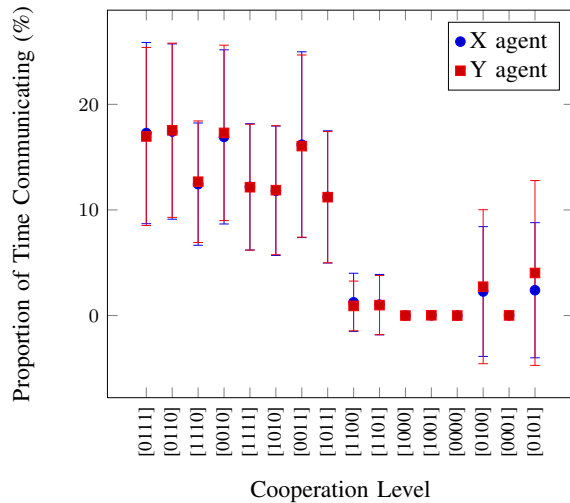 X agent
Y agent
Proportion of Time Communicating (%)
20
10
0
[0111] [0110] [1110] [0010] [1111] [1010] [0011] [1011] [1100] [1101] [1000] [1001] [0000] [0100] [0001] [0101]
Cooperation Level